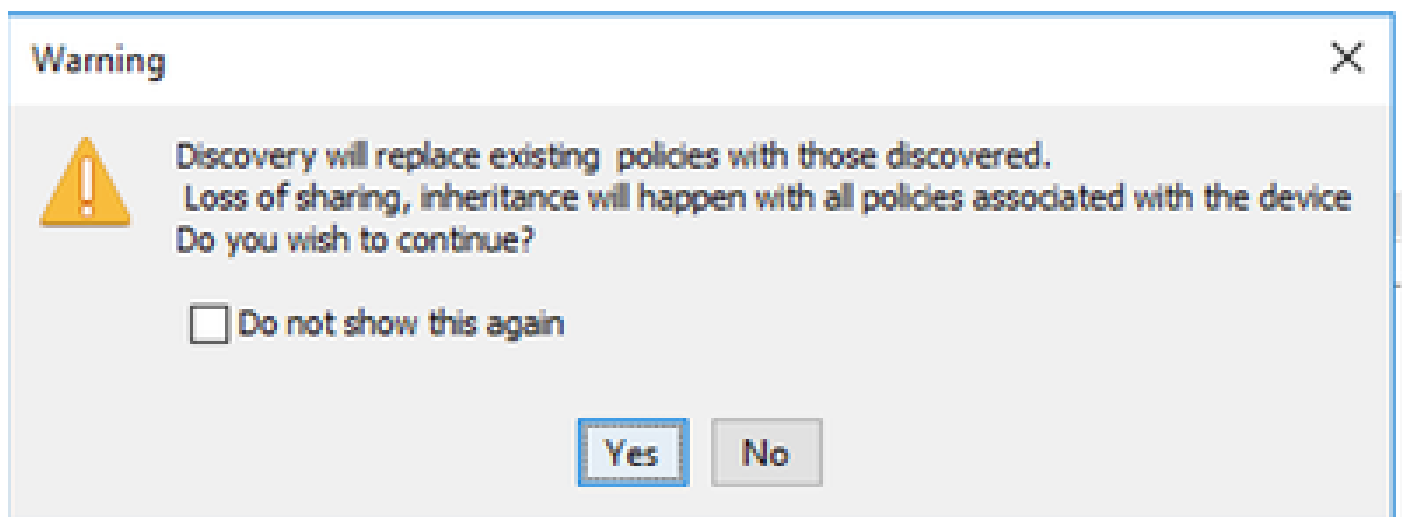 Warning
Discovery will replace existing policies with those discovered.
Loss of sharing, inheritance will happen with all policies associated with the device
Do you wish to continue?
Do not show this again
Yes No